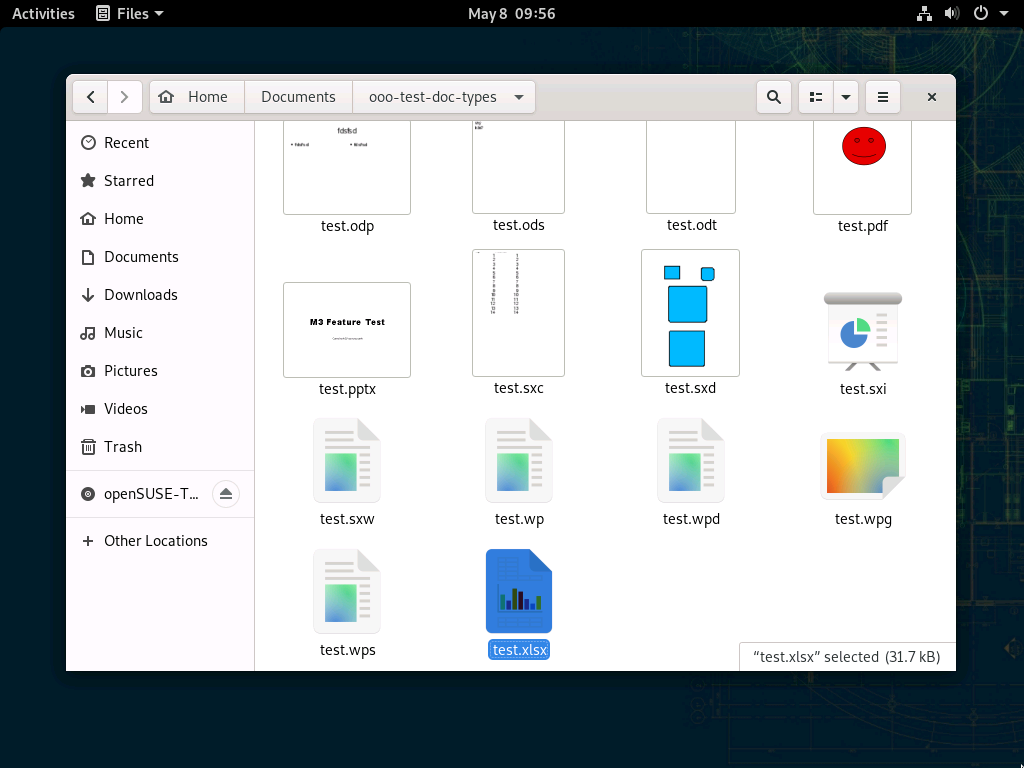 Activities Files May 8 09:56
Home Documents ooo-test-doc-types
Recent
Starred
Home
Documents
Downloads
Music
Pictures
Videos
Trash
openSUSE-T...
Other Locations
fdsfsd
test.odp test.ods test.odt test.pdf
M3 Feature Test
test.pptx test.sxc test.sxd test.sxi
test.sxw test.wp test.wpd test.wpg
test.wps test.xlsx
“test.xlsx” selected (31.7 kB)